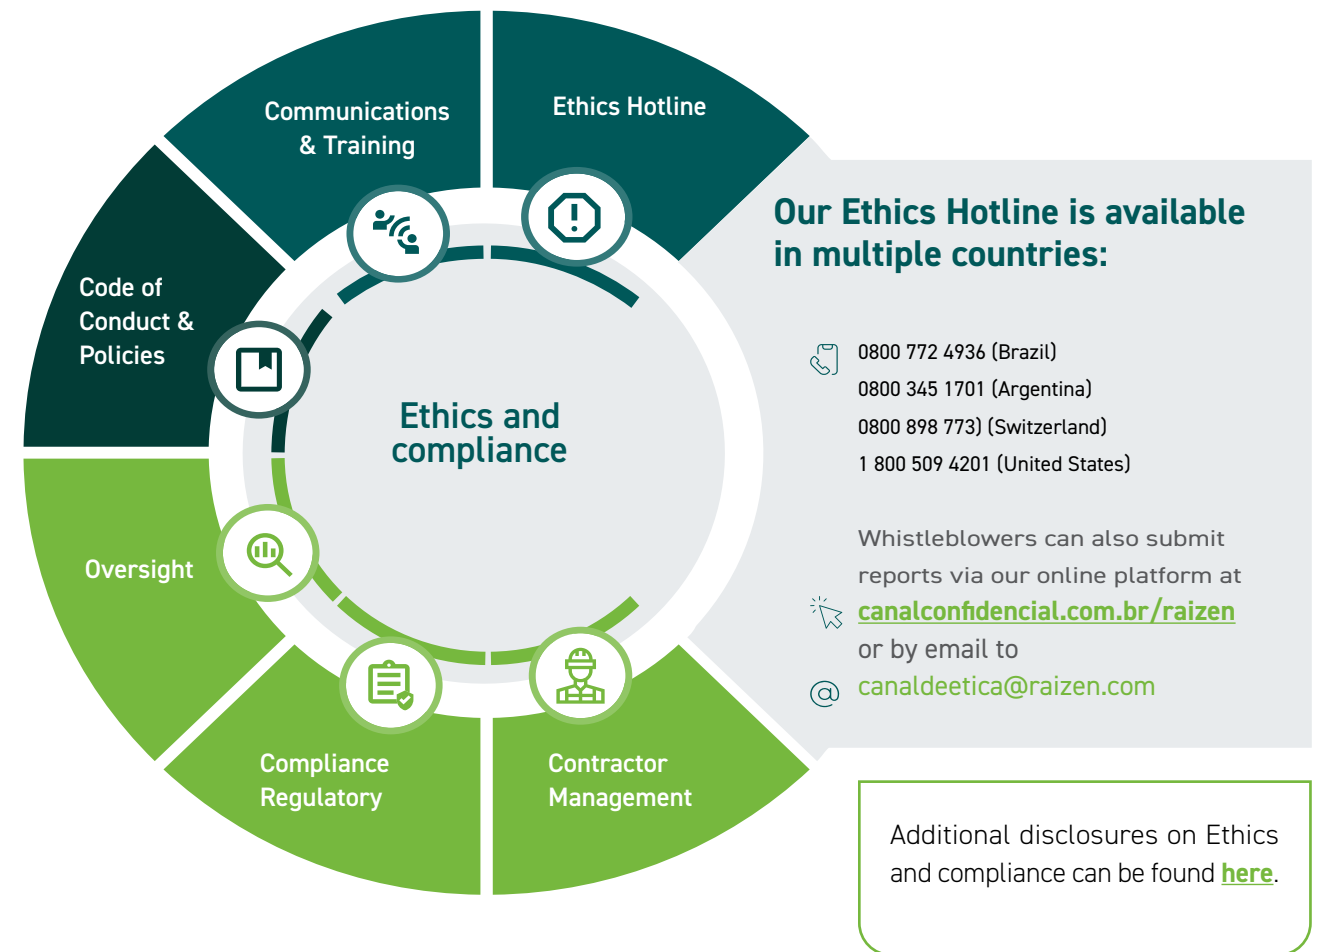 Communications
& Training
Ethics Hotline
Code of
Conduct &
Policies
Ethics and
compliance
Oversight
Compliance
Regulatory
Contractor
Management
Our Ethics Hotline is available
in multiple countries:
0800 772 4936 (Brazil)
0800 345 1701 (Argentina)
0800 898 773) (Switzerland)
1 800 509 4201 (United States)
Whistleblowers can also submit
reports via our online platform at
canalconfidencial.com.br/raizen
or by email to
@ canaldeetica@raizen.com
Additional disclosures on Ethics
and compliance can be found here.